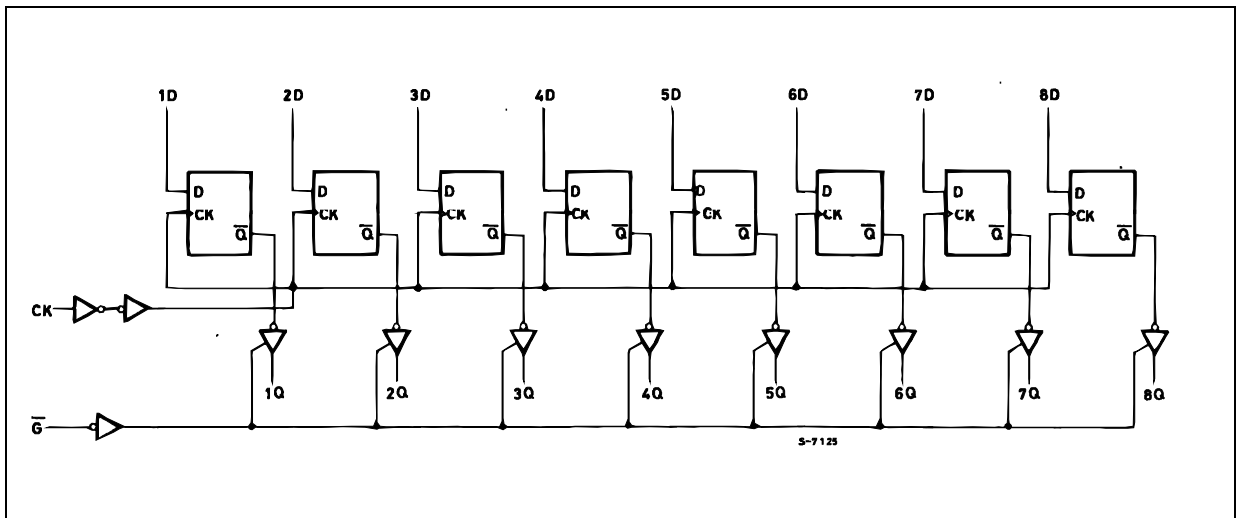 1D 2D 3D 4D 5D 6D 7D 8D
D D D D D D D D
CK CK CK CK CK CK CK CK
Q̅ Q̅ Q̅ Q̅ Q̅ Q̅ Q̅ Q̅
CK
1Q 2Q 3Q 4Q 5Q 6Q 7Q 8Q
G̅
S-7125